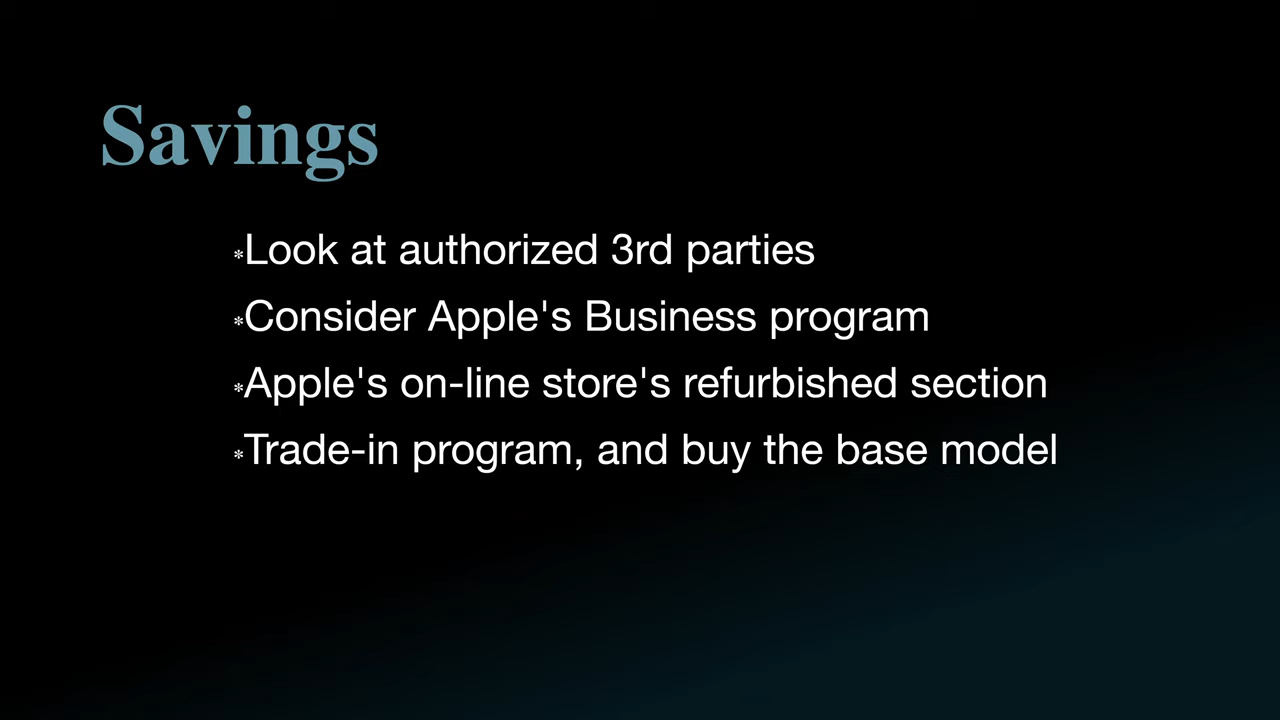 Savings
*Look at authorized 3rd parties
*Consider Apple's Business program
*Apple's on-line store's refurbished section
*Trade-in program, and buy the base model